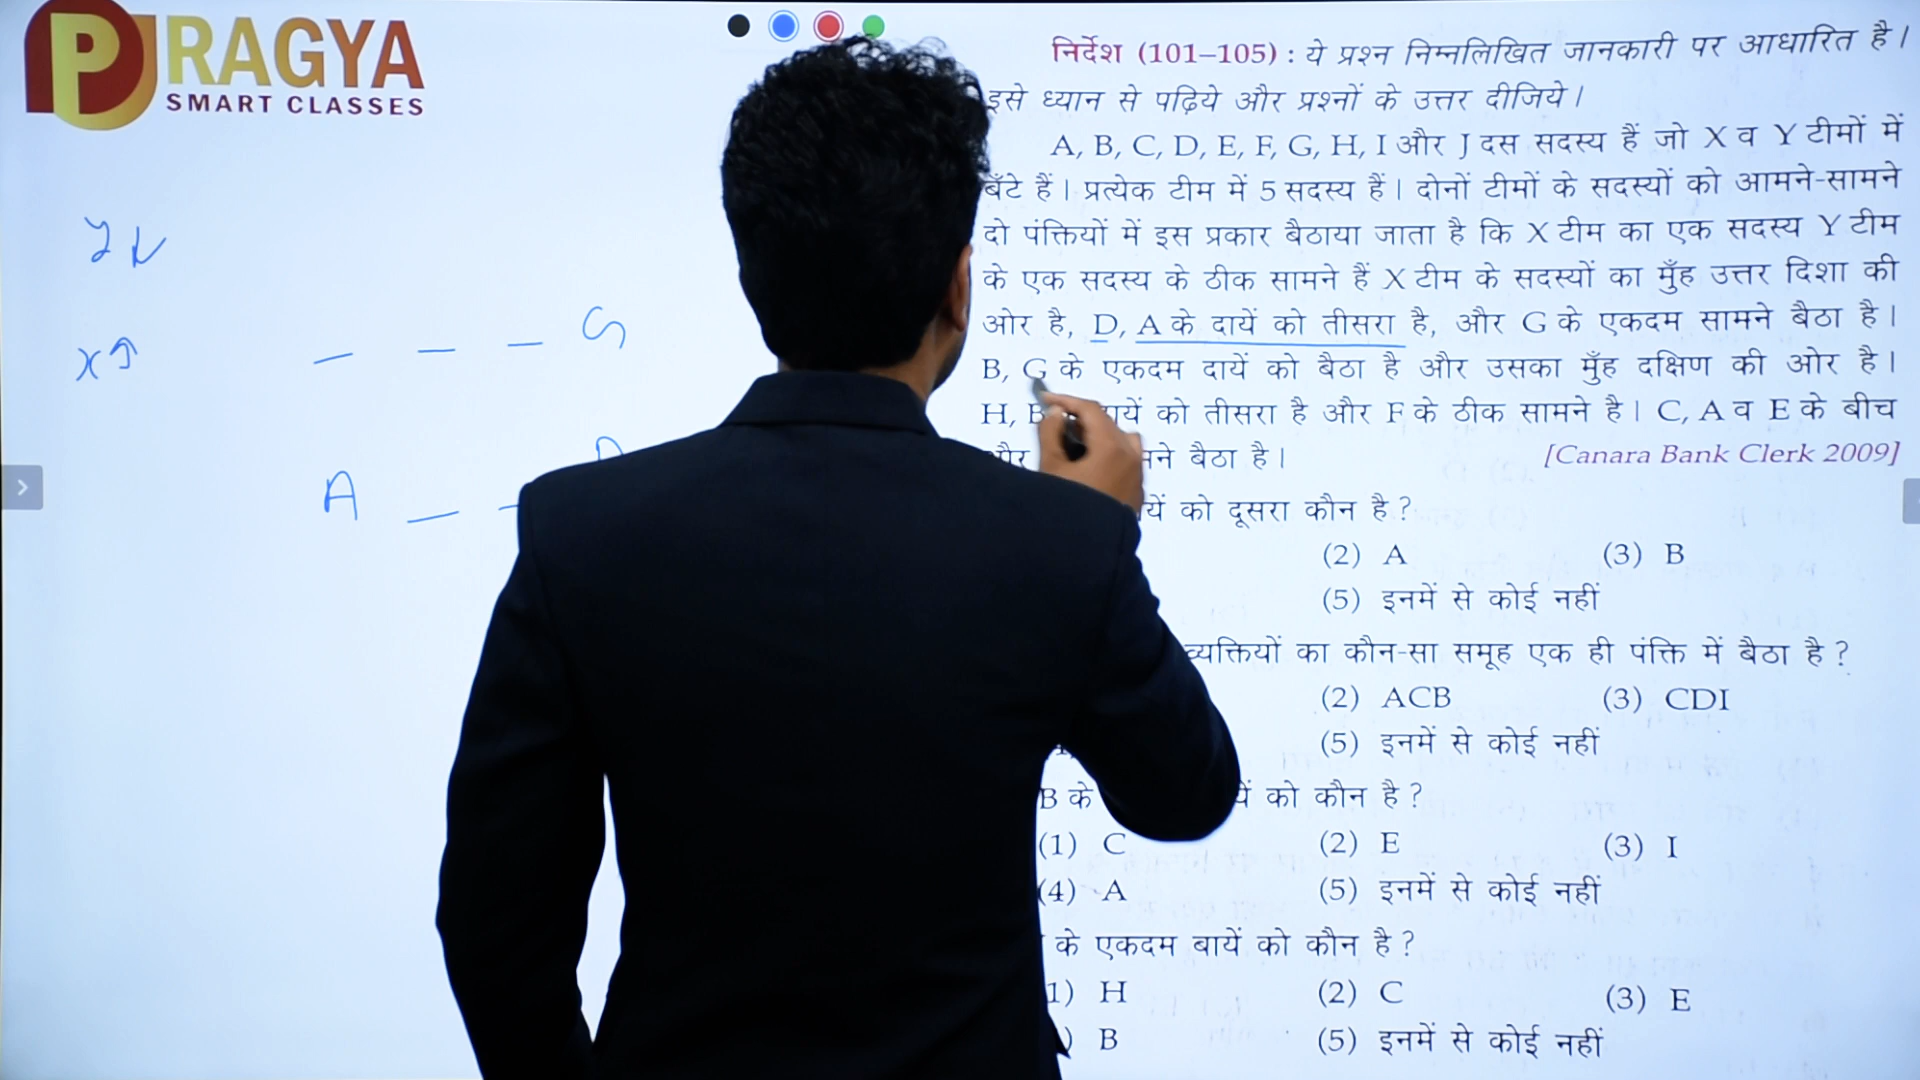 PRAGYA
SMART CLASSES
निर्देश (101–105) : ये प्रश्न निम्नलिखित जानकारी पर आधारित है।
इसे ध्यान से पढ़िये और प्रश्नों के उत्तर दीजिये।
A, B, C, D, E, F, G, H, I और J दस सदस्य हैं जो X व Y टीमों में
बँटे हैं। प्रत्येक टीम में 5 सदस्य हैं। दोनों टीमों के सदस्यों को आमने-सामने
दो पंक्तियों में इस प्रकार बैठाया जाता है कि X टीम का एक सदस्य Y टीम
के एक सदस्य के ठीक सामने हैं X टीम के सदस्यों का मुँह उत्तर दिशा की
ओर है, D, A के दायें को तीसरा है, और G के एकदम सामने बैठा है।
B, G के एकदम दायें को बैठा है और उसका मुँह दक्षिण की ओर है।
H, B को तीसरा है और F के ठीक सामने है। C, A व E के बीच
बैठा है।
[Canara Bank Clerk 2009]
को दूसरा कौन है?
(2) A (3) B
(5) इनमें से कोई नहीं
व्यक्तियों का कौन-सा समूह एक ही पंक्ति में बैठा है?
(2) ACB (3) CDI
(5) इनमें से कोई नहीं
B के को कौन है?
(1) C (2) E (3) I
(4) A (5) इनमें से कोई नहीं
के एकदम बायें को कौन है?
1) H (2) C (3) E
) B (5) इनमें से कोई नहीं
y ↓
x ↑
_ _ _ G
A _ _